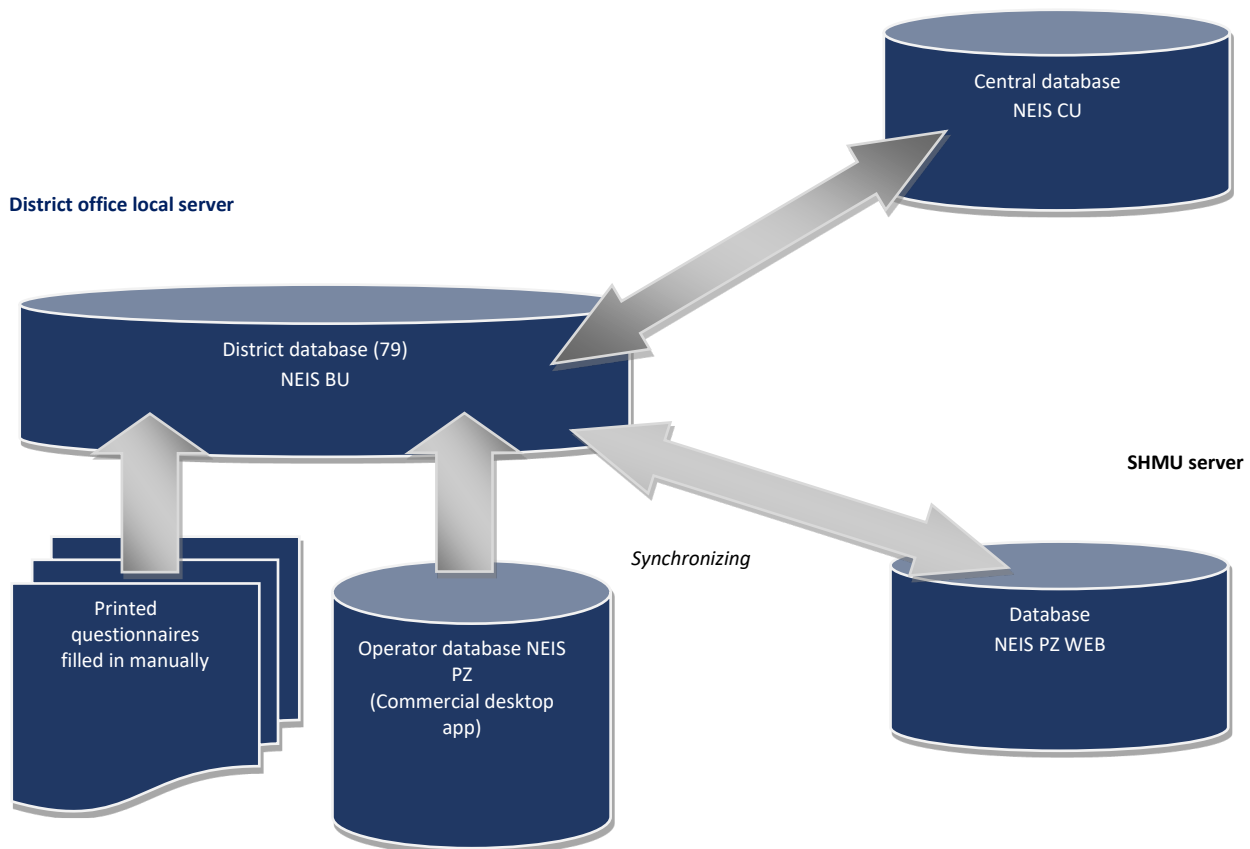 Central database
NEIS CU
District office local server
District database (79)
NEIS BU
SHMU server
Synchronizing
Printed
questionnaires
filled in manually
Operator database NEIS
PZ
(Commercial desktop
app)
Database
NEIS PZ WEB